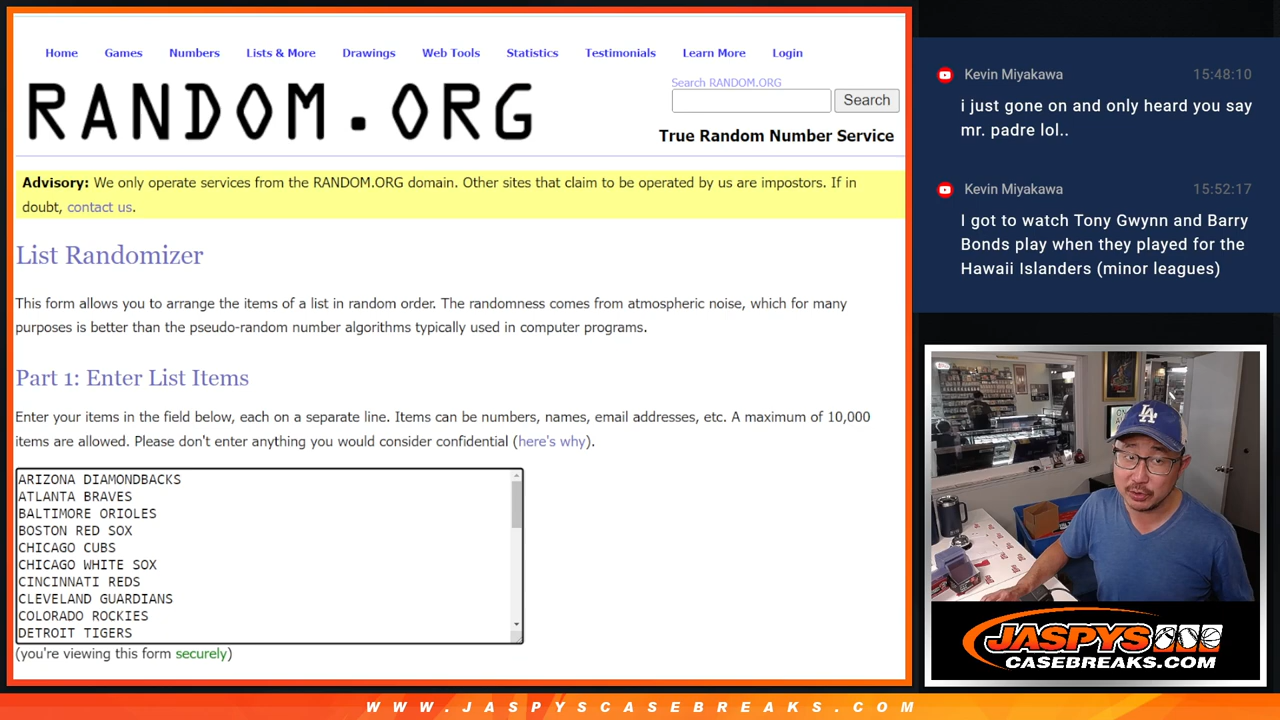 Home Games Numbers Lists & More Drawings Web Tools Statistics Testimonials Learn More Login
RANDOM.ORG
Search RANDOM.ORG
Search
True Random Number Service
Advisory: We only operate services from the RANDOM.ORG domain. Other sites that claim to be operated by us are impostors. If in
doubt, contact us.
List Randomizer
This form allows you to arrange the items of a list in random order. The randomness comes from atmospheric noise, which for many
purposes is better than the pseudo-random number algorithms typically used in computer programs.
Part 1: Enter List Items
Enter your items in the field below, each on a separate line. Items can be numbers, names, email addresses, etc. A maximum of 10,000
items are allowed. Please don't enter anything you would consider confidential (here's why).
ARIZONA DIAMONDBACKS
ATLANTA BRAVES
BALTIMORE ORIOLES
BOSTON RED SOX
CHICAGO CUBS
CHICAGO WHITE SOX
CINCINNATI REDS
CLEVELAND GUARDIANS
COLORADO ROCKIES
DETROIT TIGERS
(you're viewing this form securely)
Kevin Miyakawa 15:48:10
i just gone on and only heard you say
mr. padre lol..
Kevin Miyakawa 15:52:17
I got to watch Tony Gwynn and Barry
Bonds play when they played for the
Hawaii Islanders (minor leagues)
LA
JASPYS
CASEBREAKS.COM
WWW.JASPYSCASEBREAKS.COM